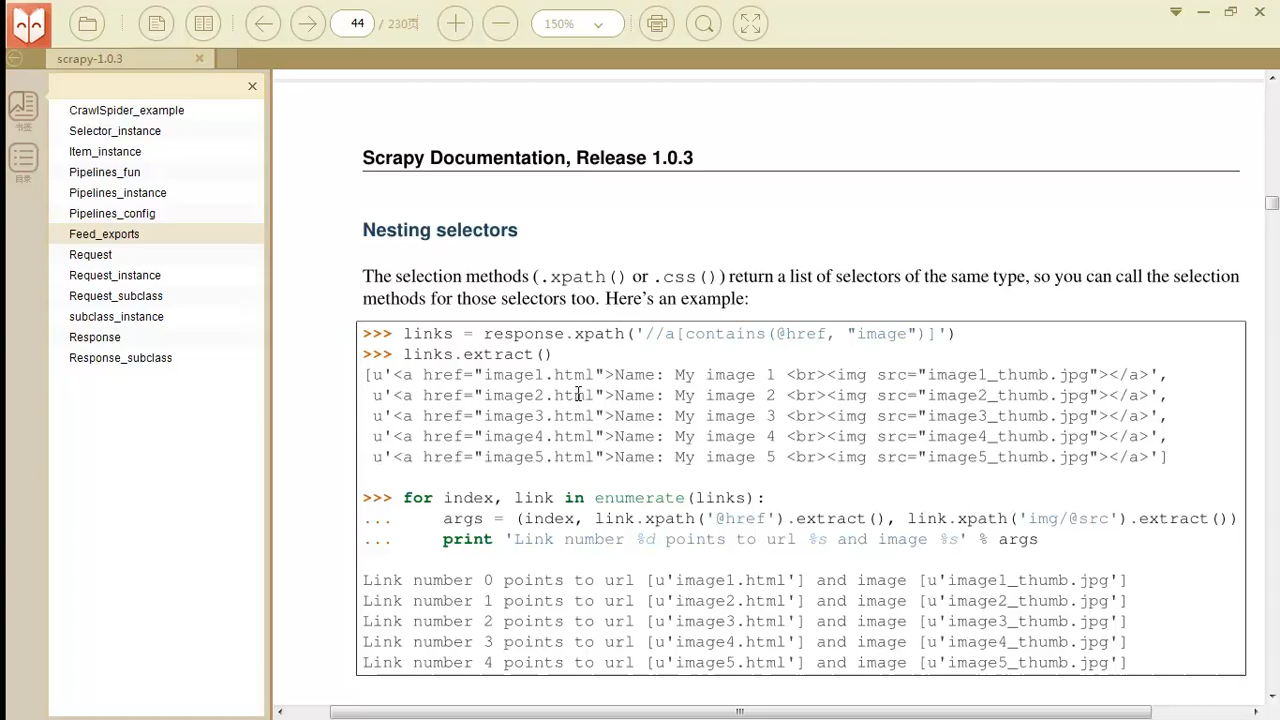 44 / 230页
150%
scrapy-1.0.3
书签
目录
CrawlSpider_example
Selector_instance
Item_instance
Pipelines_fun
Pipelines_instance
Pipelines_config
Feed_exports
Request
Request_instance
Request_subclass
subclass_instance
Response
Response_subclass
Scrapy Documentation, Release 1.0.3
Nesting selectors
The selection methods (.xpath() or .css()) return a list of selectors of the same type, so you can call the selection
methods for those selectors too. Here's an example:
>>> links = response.xpath('//a[contains(@href, "image")]')
>>> links.extract()
[u'<a href="image1.html">Name: My image 1 <br><img src="image1_thumb.jpg"></a>',
u'<a href="image2.html">Name: My image 2 <br><img src="image2_thumb.jpg"></a>',
u'<a href="image3.html">Name: My image 3 <br><img src="image3_thumb.jpg"></a>',
u'<a href="image4.html">Name: My image 4 <br><img src="image4_thumb.jpg"></a>',
u'<a href="image5.html">Name: My image 5 <br><img src="image5_thumb.jpg"></a>']
>>> for index, link in enumerate(links):
... args = (index, link.xpath('@href').extract(), link.xpath('img/@src').extract())
... print 'Link number %d points to url %s and image %s' % args
Link number 0 points to url [u'image1.html'] and image [u'image1_thumb.jpg']
Link number 1 points to url [u'image2.html'] and image [u'image2_thumb.jpg']
Link number 2 points to url [u'image3.html'] and image [u'image3_thumb.jpg']
Link number 3 points to url [u'image4.html'] and image [u'image4_thumb.jpg']
Link number 4 points to url [u'image5.html'] and image [u'image5_thumb.jpg']